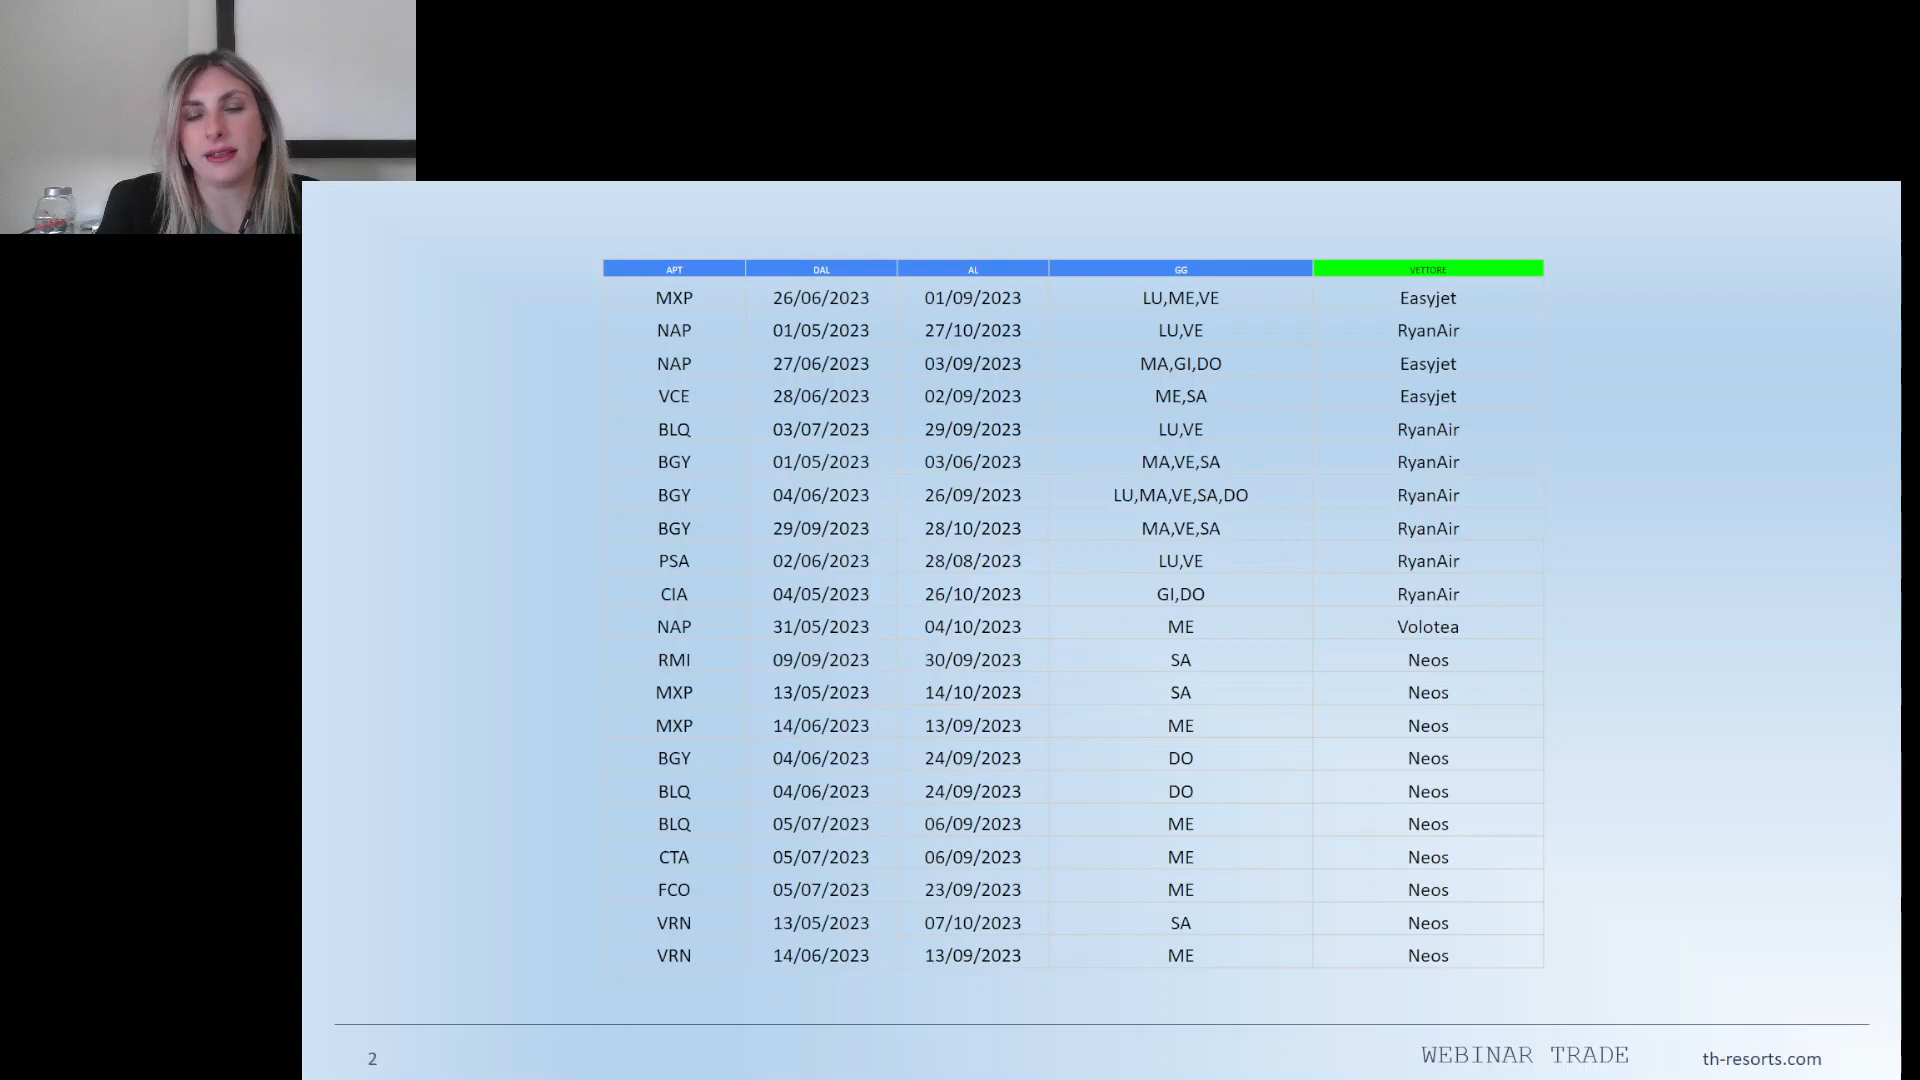 APT DAL AL GG VETTORE
MXP 26/06/2023 01/09/2023 LU,ME,VE Easyjet
NAP 01/05/2023 27/10/2023 LU,VE RyanAir
NAP 27/06/2023 03/09/2023 MA,GI,DO Easyjet
VCE 28/06/2023 02/09/2023 ME,SA Easyjet
BLQ 03/07/2023 29/09/2023 LU,VE RyanAir
BGY 01/05/2023 03/06/2023 MA,VE,SA RyanAir
BGY 04/06/2023 26/09/2023 LU,MA,VE,SA,DO RyanAir
BGY 29/09/2023 28/10/2023 MA,VE,SA RyanAir
PSA 02/06/2023 28/08/2023 LU,VE RyanAir
CIA 04/05/2023 26/10/2023 GI,DO RyanAir
NAP 31/05/2023 04/10/2023 ME Volotea
RMI 09/09/2023 30/09/2023 SA Neos
MXP 13/05/2023 14/10/2023 SA Neos
MXP 14/06/2023 13/09/2023 ME Neos
BGY 04/06/2023 24/09/2023 DO Neos
BLQ 04/06/2023 24/09/2023 DO Neos
BLQ 05/07/2023 06/09/2023 ME Neos
CTA 05/07/2023 06/09/2023 ME Neos
FCO 05/07/2023 23/09/2023 ME Neos
VRN 13/05/2023 07/10/2023 SA Neos
VRN 14/06/2023 13/09/2023 ME Neos
2 WEBINAR TRADE th-resorts.com